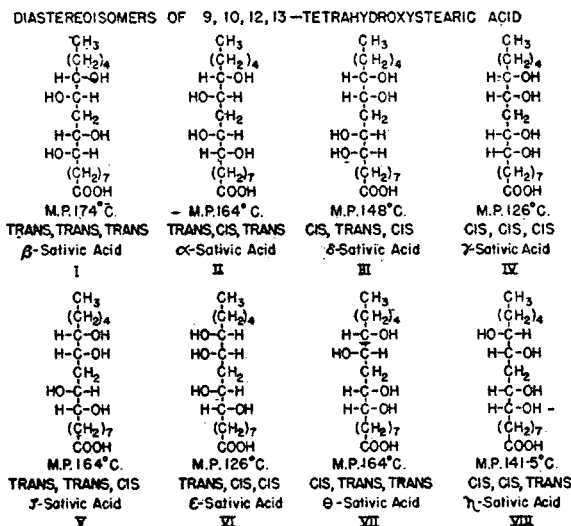 DIASTEREOISOMERS OF 9, 10, 12, 13-TETRAHYDROXYSTEARIC ACID
CH3
(CH2)4
H-C-OH
HO-C-H
CH2
H-C-OH
HO-C-H
(CH2)7
COOH
M.P.174°C.
TRANS, TRANS, TRANS
β-Sativic Acid
I
CH3
(CH2)4
H-C-OH
HO-C-H
CH2
HO-C-H
H-C-OH
(CH2)7
COOH
M.P.164°C.
TRANS, CIS, TRANS
α-Sativic Acid
II
CH3
(CH2)4
H-C-OH
H-C-OH
CH2
HO-C-H
HO-C-H
(CH2)7
COOH
M.P.148°C
CIS, TRANS, CIS
δ-Sativic Acid
III
CH3
(CH2)4
H-C-OH
H-C-OH
CH2
H-C-OH
H-C-OH
(CH2)7
COOH
M.P.126°C
CIS, CIS, CIS
γ-Sativic Acid
IV
CH3
(CH2)4
H-C-OH
H-C-OH
CH2
HO-C-H
H-C-OH
(CH2)7
COOH
M.P.164°C.
TRANS, TRANS, CIS
-Sativic Acid
V
CH3
(CH2)4
HO-C-H
HO-C-H
CH2
HO-C-H
H-C-OH
(CH2)7
COOH
M.P.126°C.
TRANS, CIS, CIS
ε-Sativic Acid
VI
CH3
(CH2)4
H-C-OH
HO-C-H
CH2
H-C-OH
H-C-OH
(CH2)7
COOH
M.P.164°C.
CIS, TRANS, TRANS
θ-Sativic Acid
VII
CH3
(CH2)4
HO-C-H
H-C-OH
CH2
H-C-OH
H-C-OH
(CH2)7
COOH
M.P.141·5°C.
CIS, CIS, TRANS
η-Sativic Acid
VIII